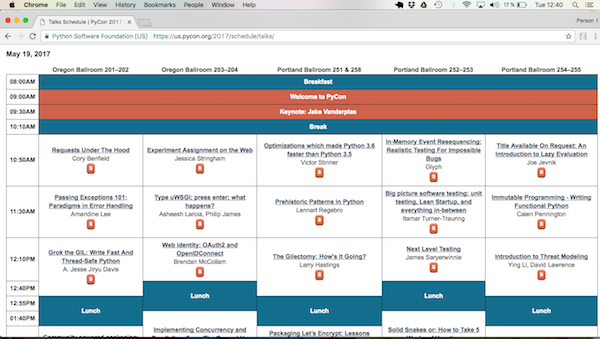 Chrome File Edit View History Bookmarks People Window Help 17 % Tue 12:40
Talks Schedule | PyCon 2017 Person 1
Python Software Foundation [US] https://us.pycon.org/2017/schedule/talks/
May 19, 2017
Oregon Ballroom 201–202 Oregon Ballroom 203–204 Portland Ballroom 251 & 258 Portland Ballroom 252–253 Portland Ballroom 254–255
08:00AM Breakfast
09:00AM Welcome to PyCon
09:30AM Keynote: Jake Vanderplas
10:10AM Break
10:50AM
Requests Under The Hood
Cory Benfield
Experiment Assignment on the Web
Jessica Stringham
Optimizations which made Python 3.6
faster than Python 3.5
Victor Stinner
In-Memory Event Resequencing:
Realistic Testing For Impossible
Bugs
Glyph
Title Available On Request: An
Introduction to Lazy Evaluation
Joe Jevnik
11:30AM
Passing Exceptions 101:
Paradigms in Error Handling
Amandine Lee
Type uWSGI; press enter; what
happens?
Asheesh Laroia, Philip James
Prehistoric Patterns in Python
Lennart Regebro
Big picture software testing: unit
testing, Lean Startup, and
everything in-between
Itamar Turner-Trauring
Immutable Programming - Writing
Functional Python
Calen Pennington
12:10PM
Grok the GIL: Write Fast And
Thread-Safe Python
A. Jesse Jiryu Davis
Web identity: OAuth2 and
OpenIDConnect
Brendan McCollam
The Gilectomy: How's It Going?
Larry Hastings
Next Level Testing
James Saryerwinnie
Introduction to Threat Modeling
Ying Li, David Lawrence
12:40PM
Lunch Lunch
12:55PM
Lunch Lunch Lunch
01:40PM
Implementing Concurrency and
Packaging Let's Encrypt: Lessons
Solid Snakes or: How to Take 5